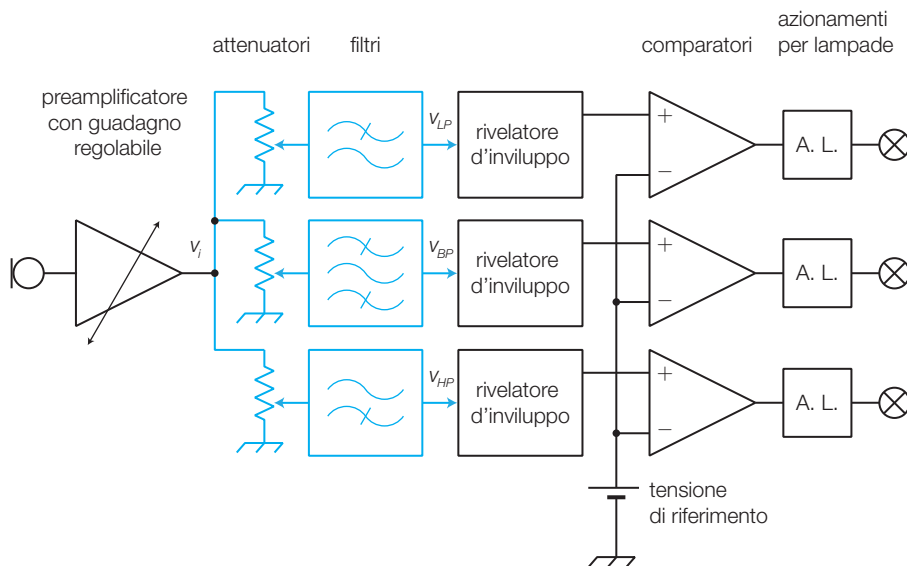 attenuatori
filtri
comparatori
azionamenti
per lampade
preamplificatore
con guadagno
regolabile
v_i
v_LP
rivelatore
d'inviluppo
+
−
A. L.
v_BP
rivelatore
d'inviluppo
+
−
A. L.
v_HP
rivelatore
d'inviluppo
+
−
A. L.
tensione
di riferimento